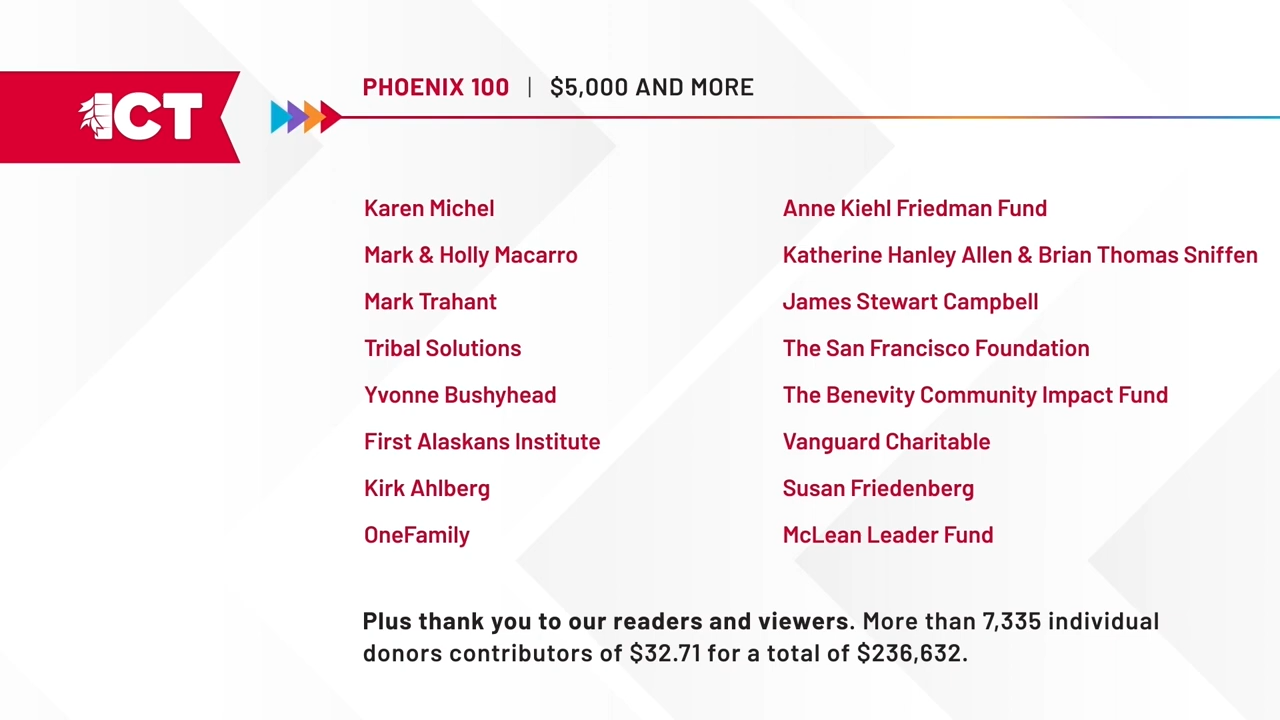 ICT
PHOENIX 100 | $5,000 AND MORE
Karen Michel
Mark & Holly Macarro
Mark Trahant
Tribal Solutions
Yvonne Bushyhead
First Alaskans Institute
Kirk Ahlberg
OneFamily
Anne Kiehl Friedman Fund
Katherine Hanley Allen & Brian Thomas Sniffen
James Stewart Campbell
The San Francisco Foundation
The Benevity Community Impact Fund
Vanguard Charitable
Susan Friedenberg
McLean Leader Fund
Plus thank you to our readers and viewers. More than 7,335 individual
donors contributors of $32.71 for a total of $236,632.